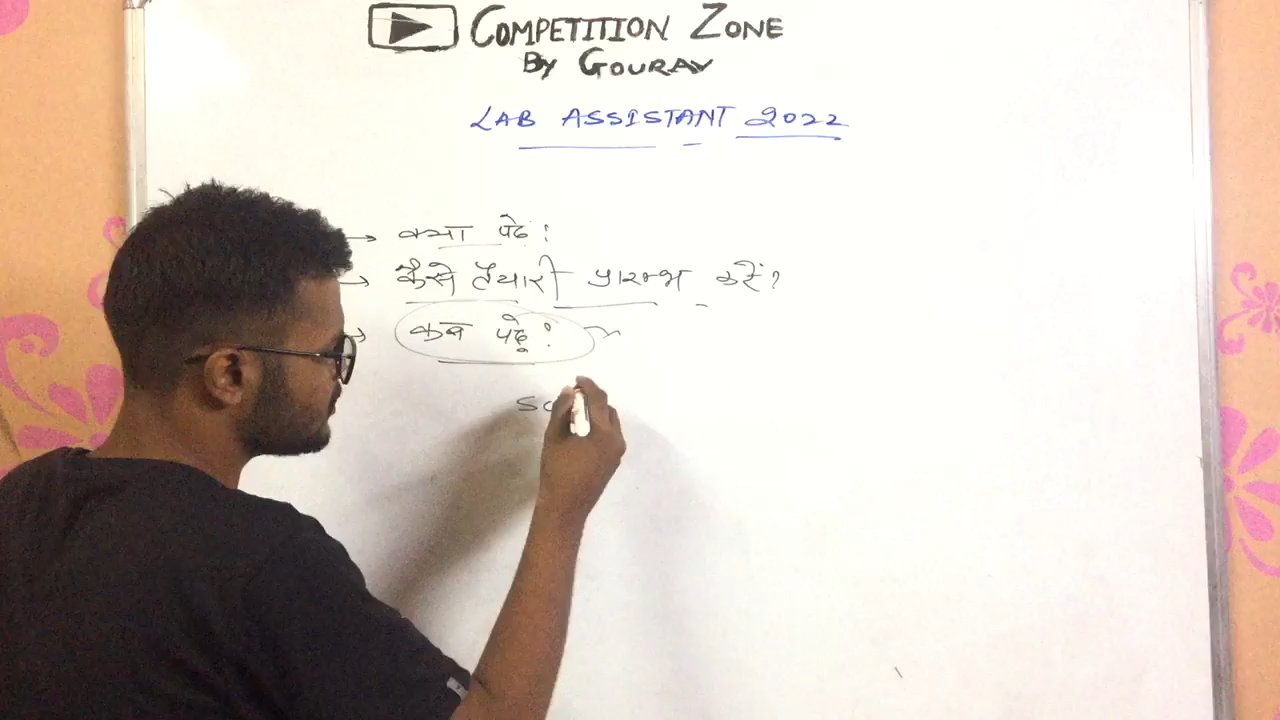 COMPETITION ZONE
By GOURAV
LAB ASSISTANT 2022
→ क्या पढें :
→ कैसे तैयारी प्रारम्भ करें?
→ कब पढ़ू :